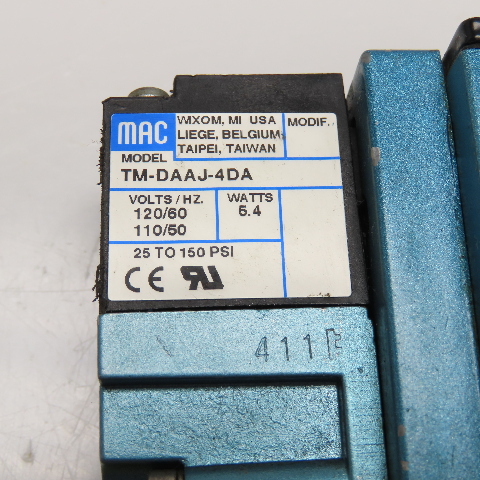 MAC
WIXOM, MI USA
LIEGE, BELGIUM
TAIPEI, TAIWAN
MODIF.
MODEL
TM-DAAJ-4DA
VOLTS/HZ.
120/60
110/50
WATTS
5.4
25 TO 150 PSI
CE
411